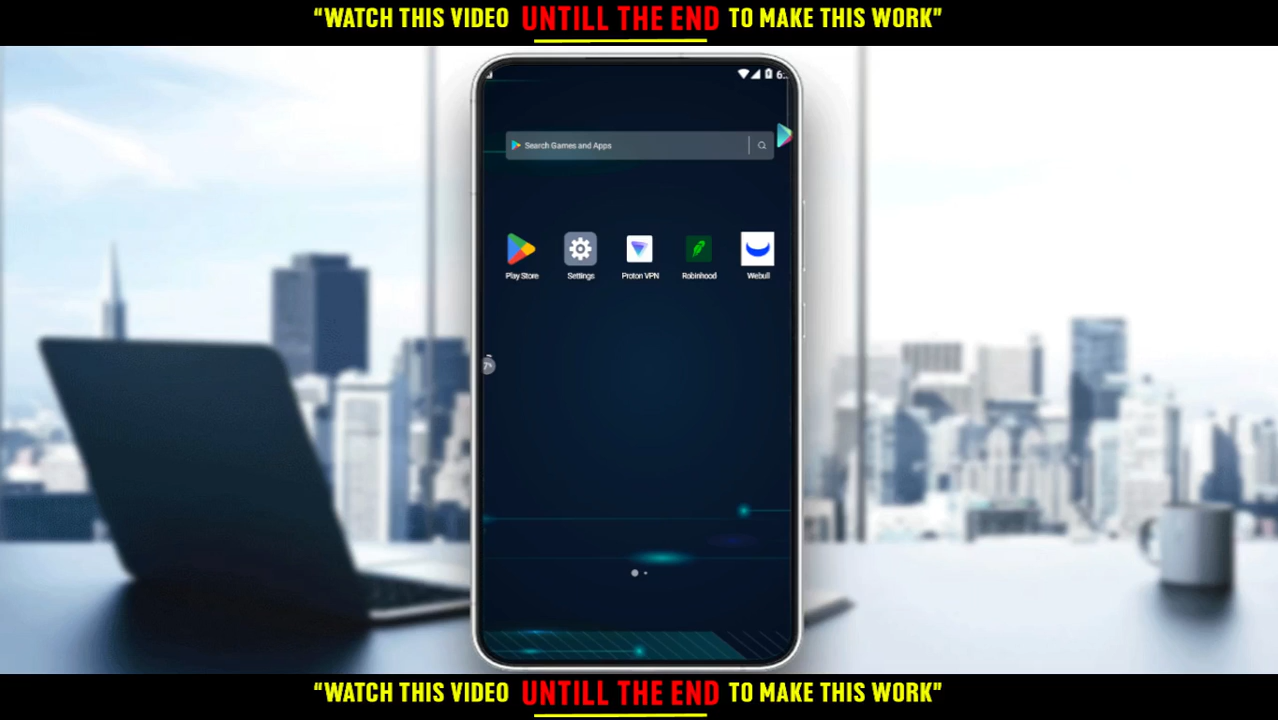 “WATCH THIS VIDEO UNTILL THE END TO MAKE THIS WORK”
6:
Search Games and Apps
Play Store
Settings
Proton VPN
Robinhood
Webull
“WATCH THIS VIDEO UNTILL THE END TO MAKE THIS WORK”